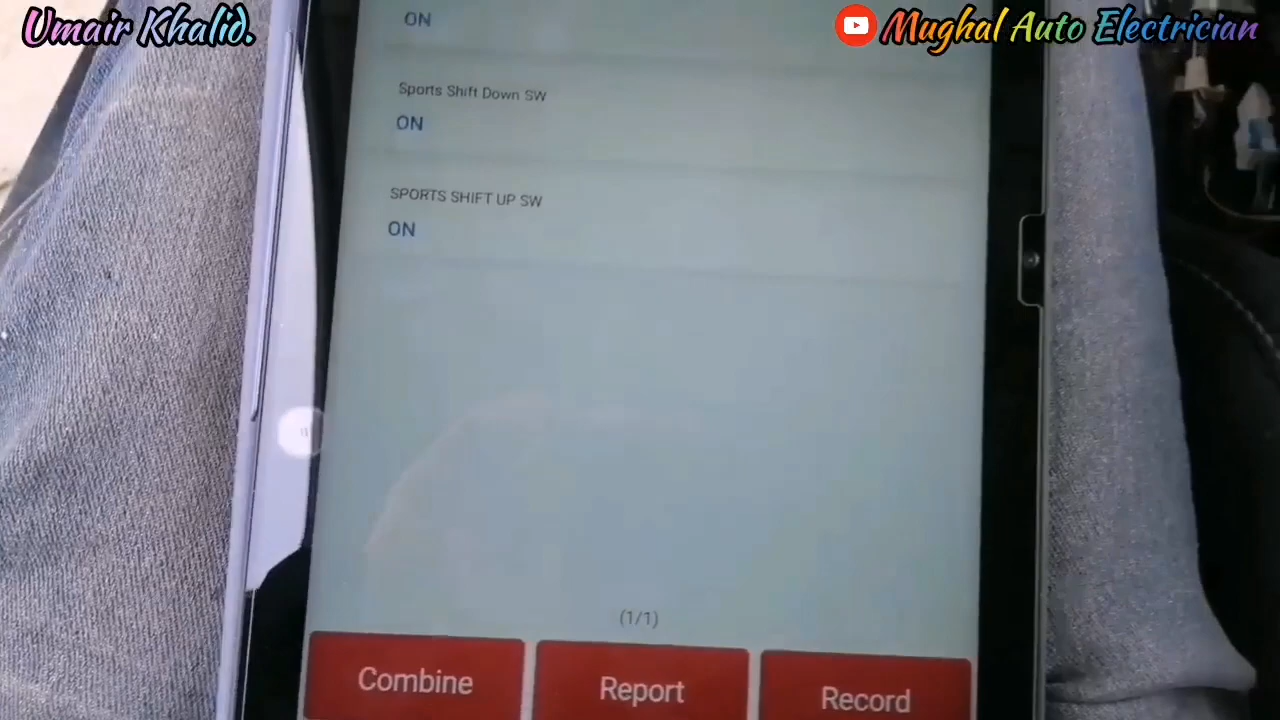 Umair Khalid.
Mughal Auto Electrician
ON
Sports Shift Down SW
ON
SPORTS SHIFT UP SW
ON
(1/1)
Combine
Report
Record